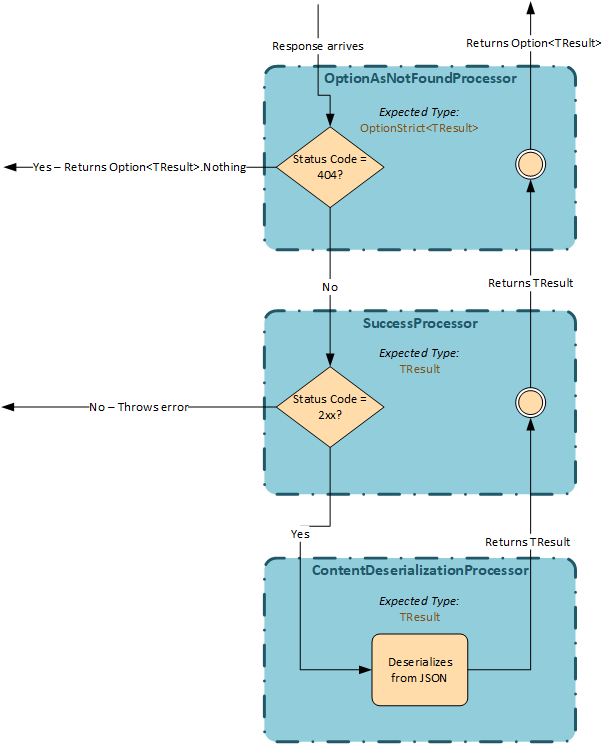 Response arrives
Returns Option<TResult>
OptionAsNotFoundProcessor
Expected Type:
OptionStrict<TResult>
Status Code =
404?
Yes – Returns Option<TResult>.Nothing
No
Returns TResult
SuccessProcessor
Expected Type:
TResult
Status Code =
2xx?
No – Throws error
Yes
Returns TResult
ContentDeserializationProcessor
Expected Type:
TResult
Deserializes
from JSON